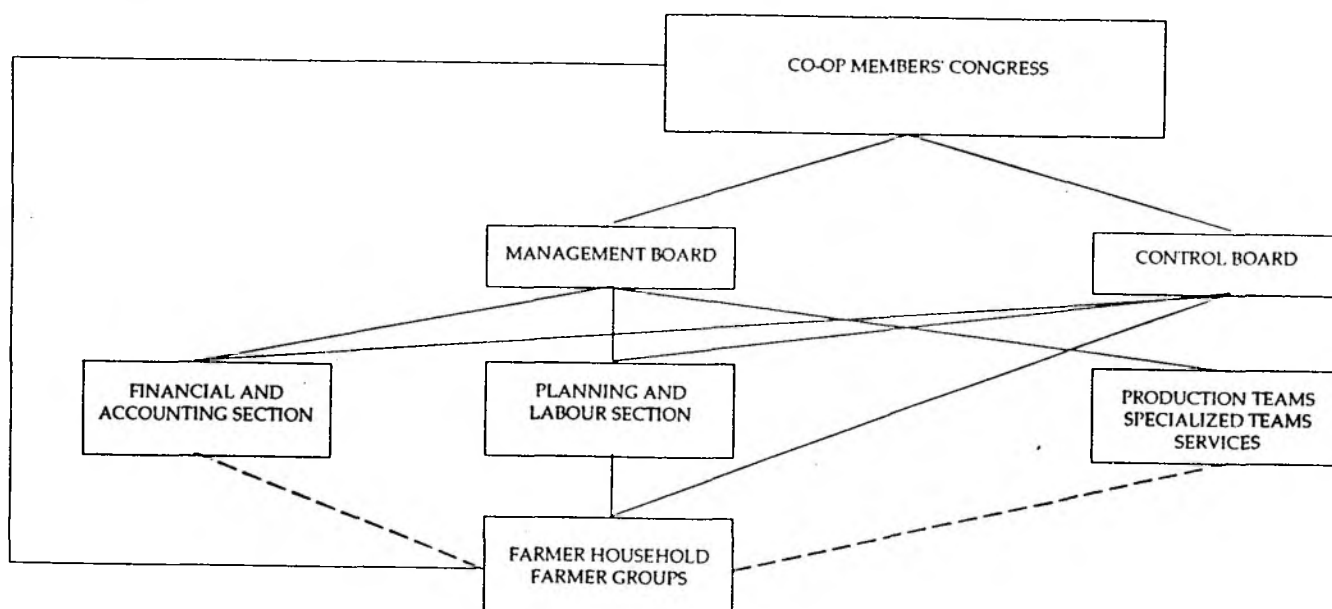 CO-OP MEMBERS' CONGRESS
MANAGEMENT BOARD
CONTROL BOARD
FINANCIAL AND
ACCOUNTING SECTION
PLANNING AND
LABOUR SECTION
PRODUCTION TEAMS
SPECIALIZED TEAMS
SERVICES
FARMER HOUSEHOLD
FARMER GROUPS